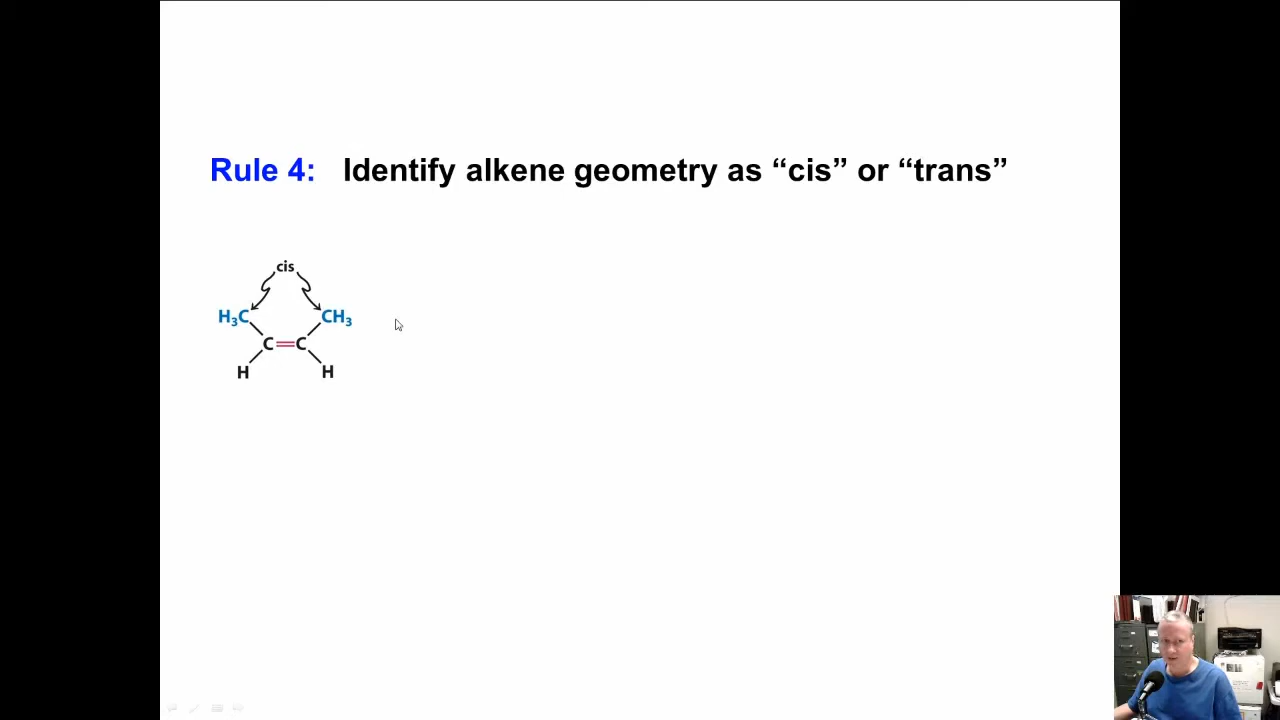 Rule 4: Identify alkene geometry as “cis” or “trans”
cis
H₃C CH₃
C=C
H H